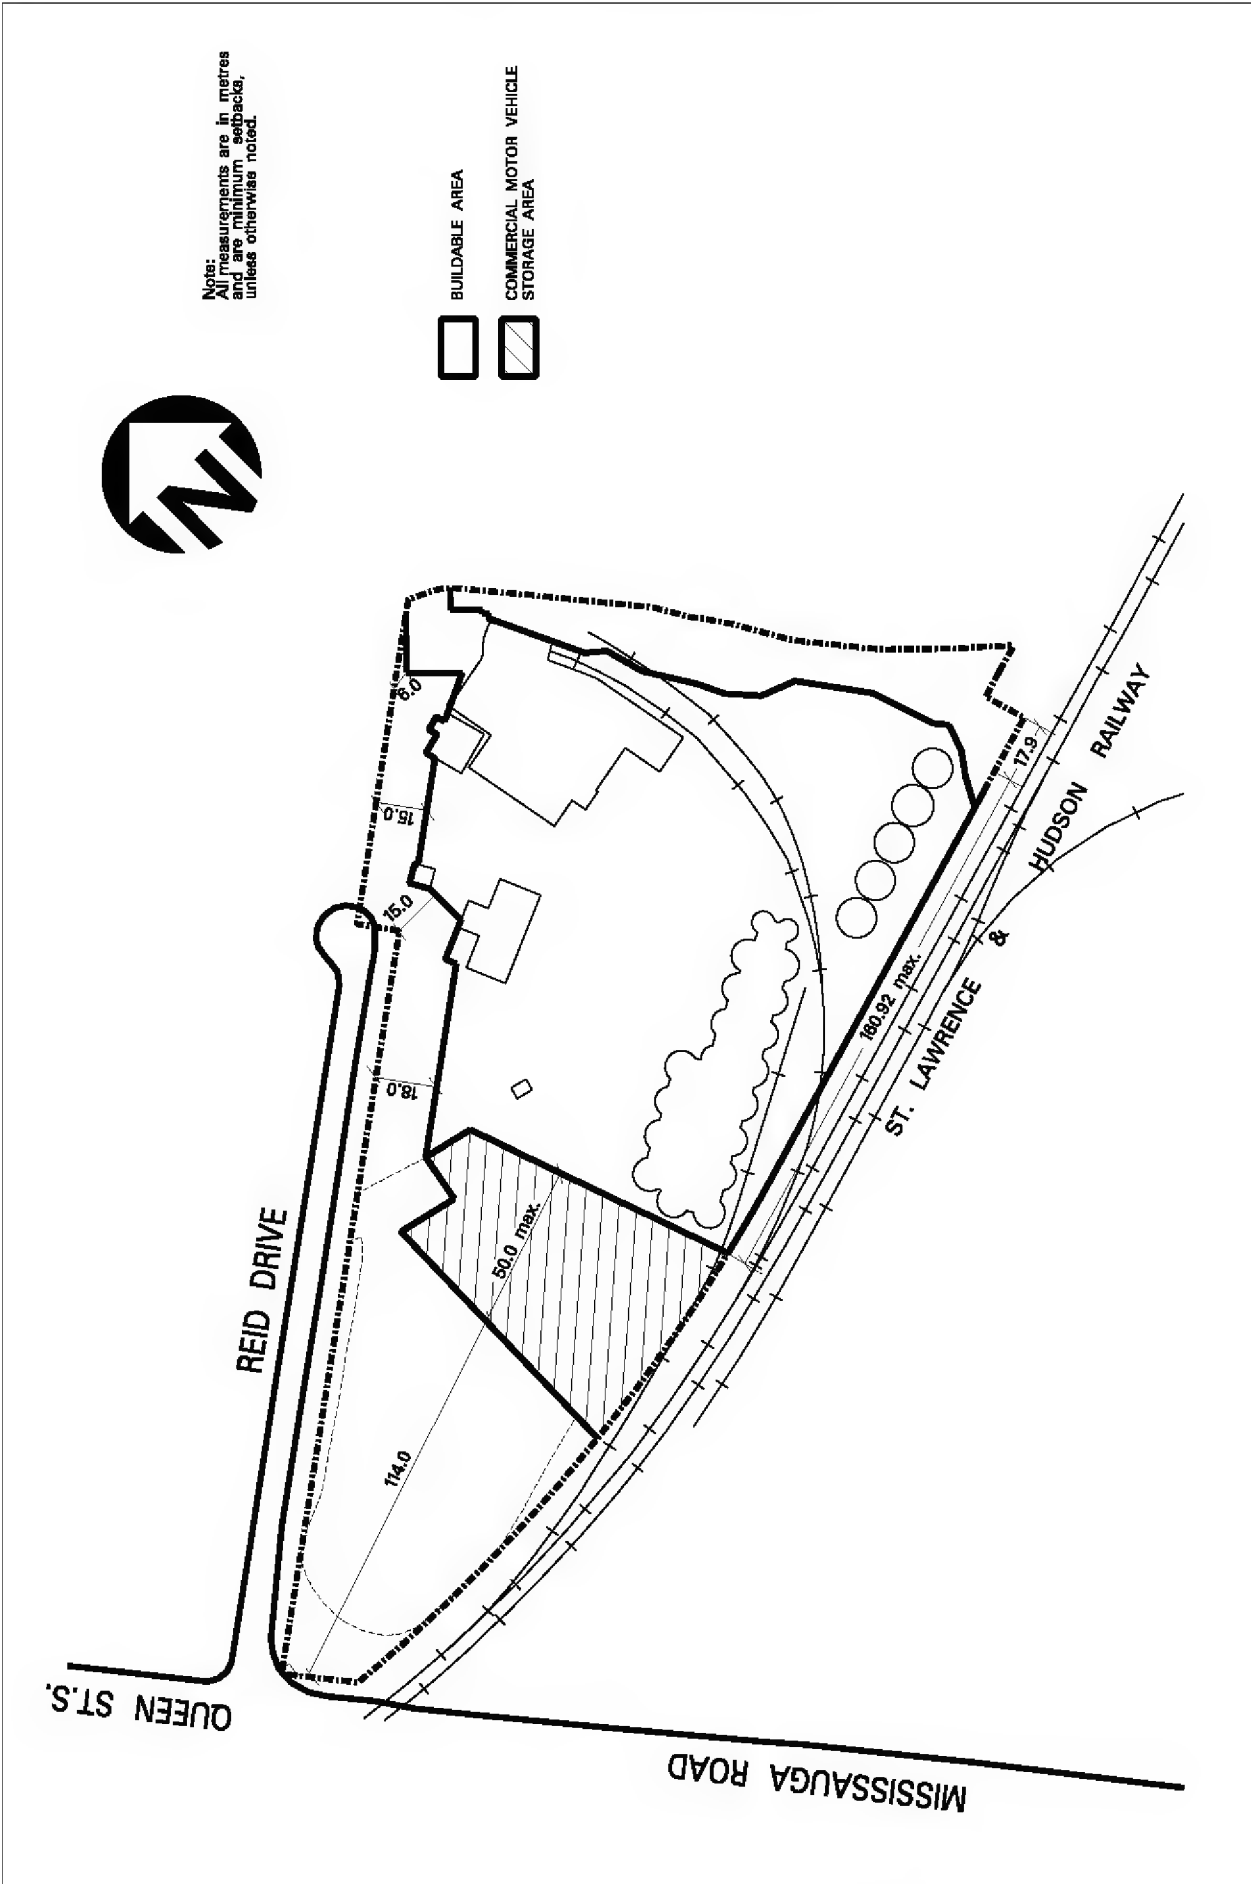 Note:
All measurements are in metres
and are minimum setbacks,
unless otherwise noted.
BUILDABLE AREA
COMMERCIAL MOTOR VEHICLE
STORAGE AREA
N
6.0
15.0
15.0
18.0
17.9
160.92 max.
50.0 max.
114.0
REID DRIVE
QUEEN ST.S.
MISSISSAUGA ROAD
ST. LAWRENCE & HUDSON RAILWAY